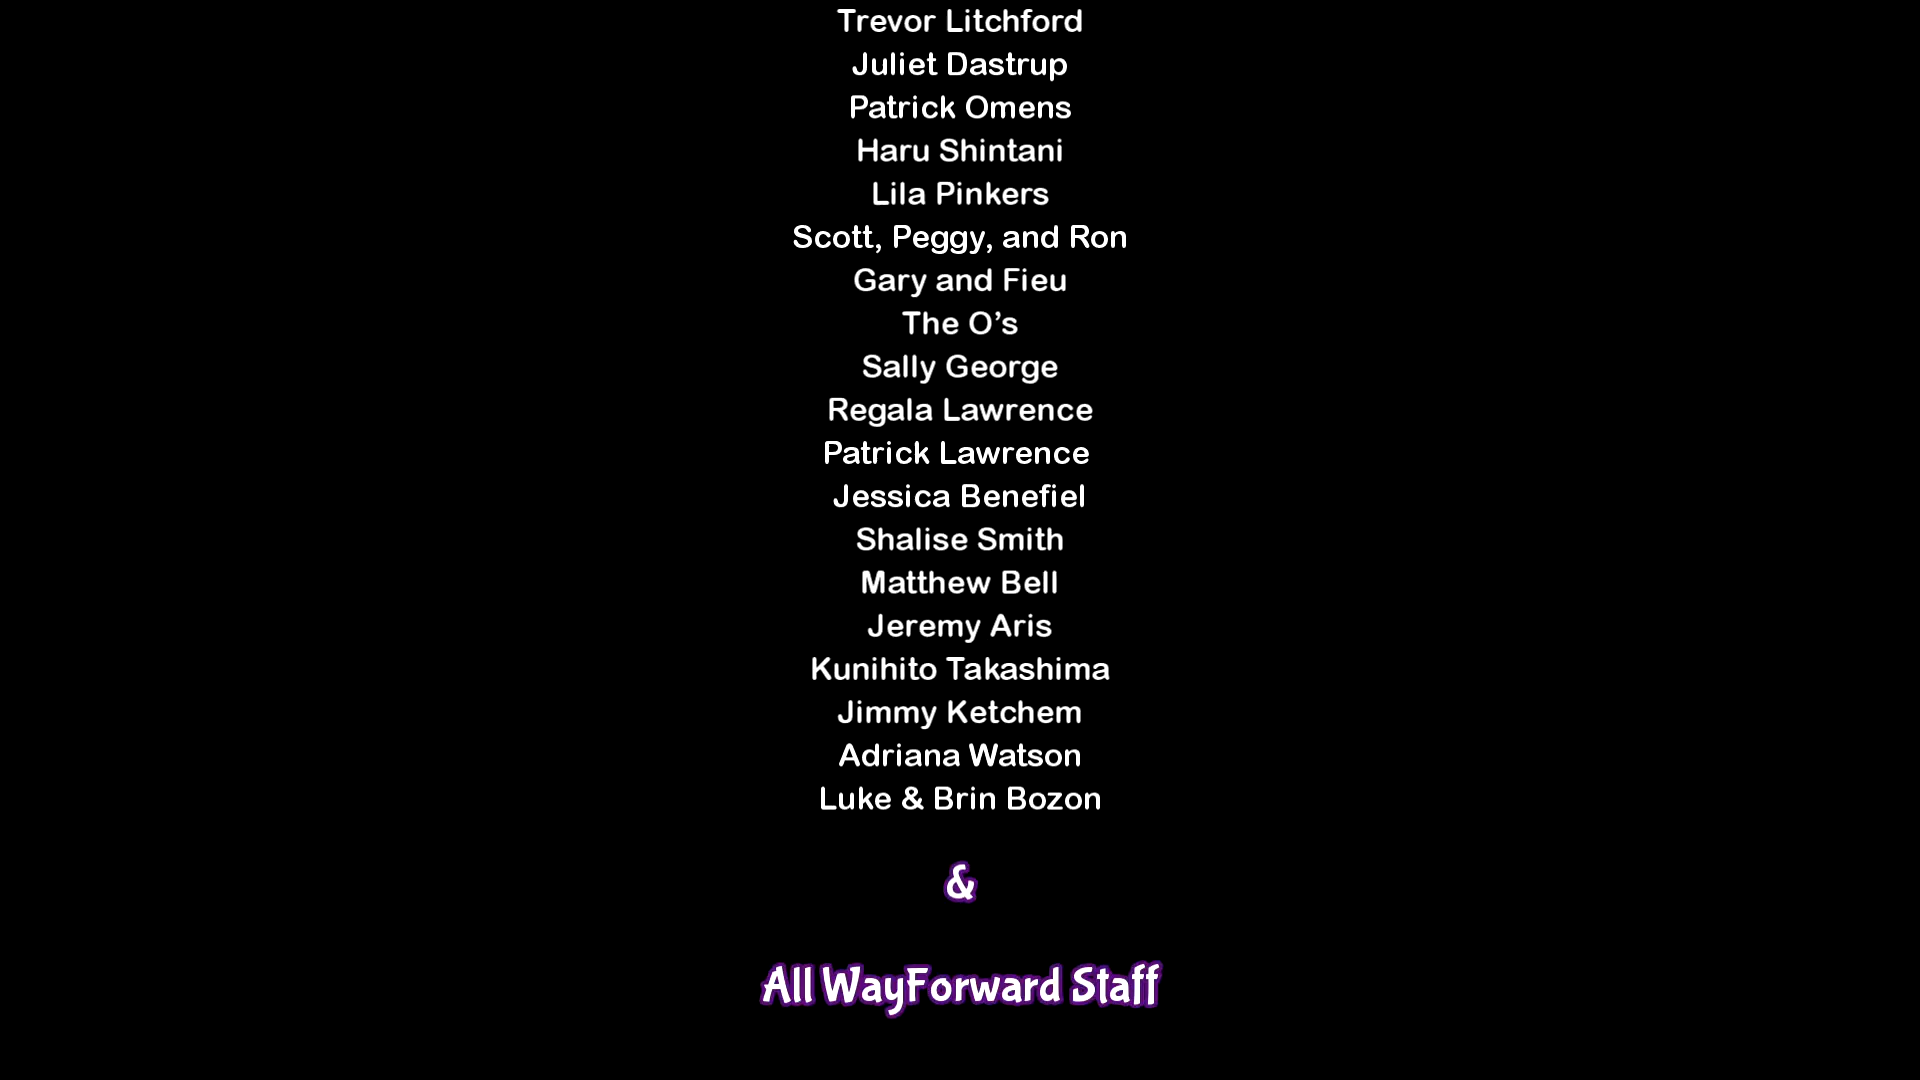 Trevor Litchford
Juliet Dastrup
Patrick Omens
Haru Shintani
Lila Pinkers
Scott, Peggy, and Ron
Gary and Fieu
The O’s
Sally George
Regala Lawrence
Patrick Lawrence
Jessica Benefiel
Shalise Smith
Matthew Bell
Jeremy Aris
Kunihito Takashima
Jimmy Ketchem
Adriana Watson
Luke & Brin Bozon
&
All WayForward Staff